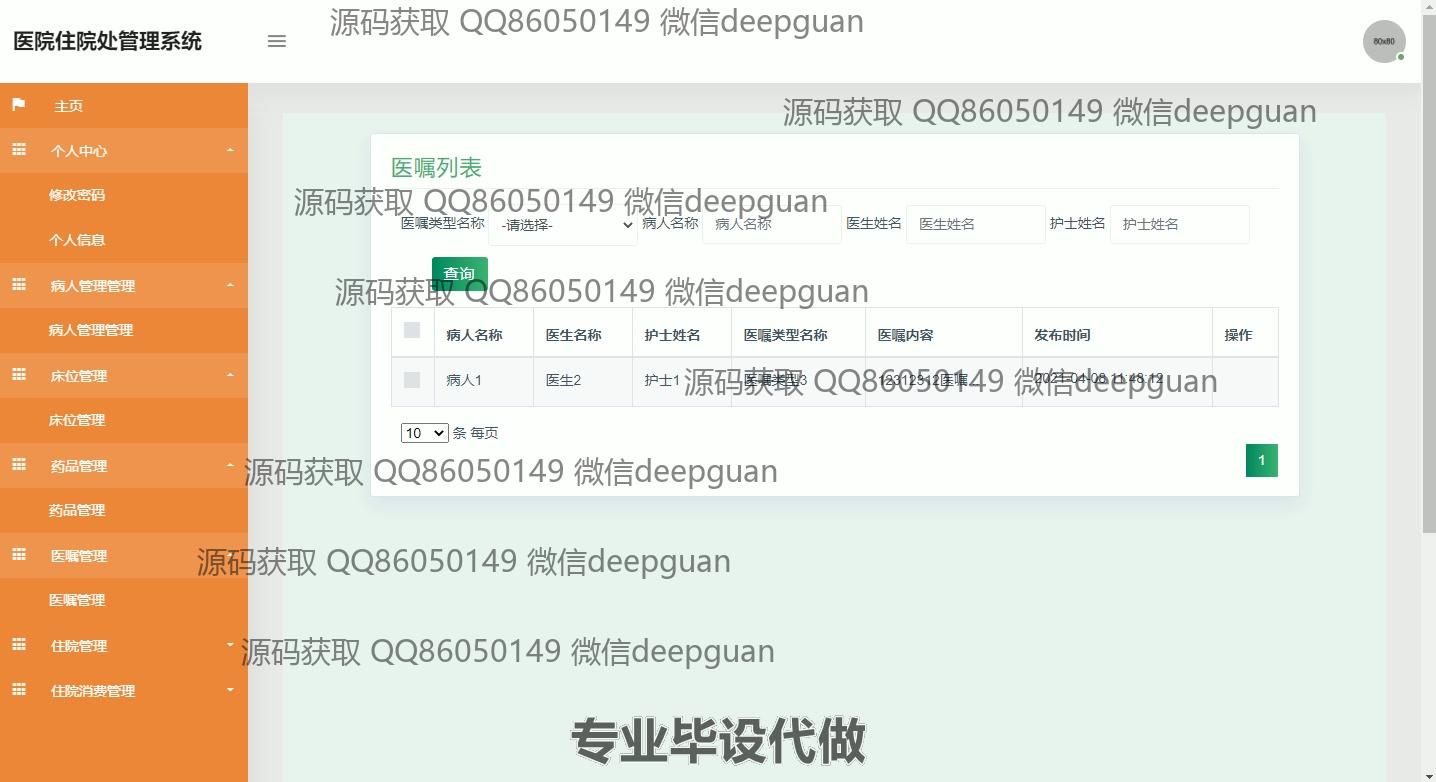 源码获取 QQ86050149 微信deepguan
医院住院处管理系统
80x80
源码获取 QQ86050149 微信deepguan
主页
个人中心
修改密码
个人信息
病人管理管理
病人管理管理
床位管理
床位管理
药品管理
药品管理
医嘱管理
医嘱管理
住院管理
住院消费管理
医嘱列表
源码获取 QQ86050149 微信deepguan
医嘱类型名称 -请选择- 病人名称 病人名称 医生姓名 医生姓名 护士姓名 护士姓名
查询
源码获取 QQ86050149 微信deepguan
病人名称 医生名称 护士姓名 医嘱类型名称 医嘱内容 发布时间 操作
病人1 医生2 护士1 医嘱类型3 12312312医嘱 2021-04-08 11:48:12
源码获取 QQ86050149 微信deepguan
10 条 每页
1
源码获取 QQ86050149 微信deepguan
源码获取 QQ86050149 微信deepguan
源码获取 QQ86050149 微信deepguan
专业毕设代做